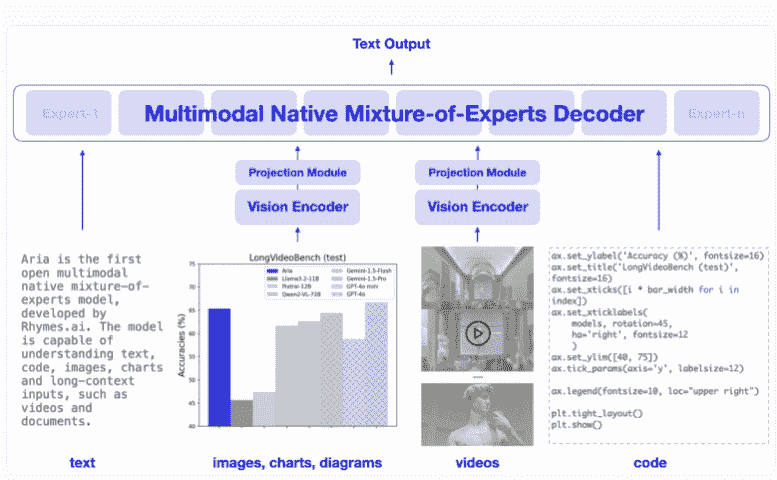 Text Output
Expert-1
Multimodal Native Mixture-of-Experts Decoder
Expert-n
Projection Module
Projection Module
Vision Encoder
Vision Encoder
Aria is the first
open multimodal
native mixture-of-
experts model,
developed by
Rhymes.ai. The model
is capable of
understanding text,
code, images, charts
and long-context
inputs, such as
videos and
documents.
text
LongVideoBench (test)
Aria
Llama3.2-11B
Pixtral-12B
Qwen2-VL-72B
Gemini-1.5-Flash
Gemini-1.5-Pro
GPT-4o mini
GPT-4o
Accuracies (%)
75
70
65
60
55
50
45
40
images, charts, diagrams
videos
ax.set_ylabel('Accuracy (%)', fontsize=16)
ax.set_title('LongVideoBench (test)',
fontsize=16)
ax.set_xticks([i * bar_width for i in
index])
ax.set_xticklabels(
models, rotation=45,
ha='right', fontsize=12
)
ax.set_ylim([40, 75])
ax.tick_params(axis='y', labelsize=12)
ax.legend(fontsize=10, loc="upper right")
plt.tight_layout()
plt.show()
code